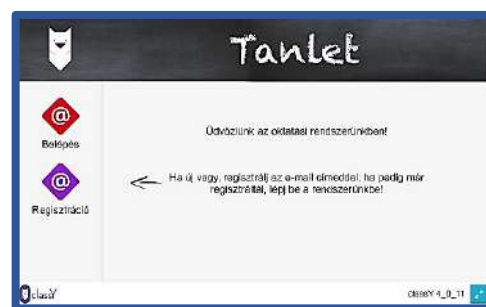 Tanlet
Belépés
Regisztráció
Üdvözlünk az oktatási rendszerünkben!
Ha új vagy, regisztrálj az e-mail címeddel, ha pedig már
regisztráltál, lépj be a rendszerünkbe!
classY
classY 4_0_11